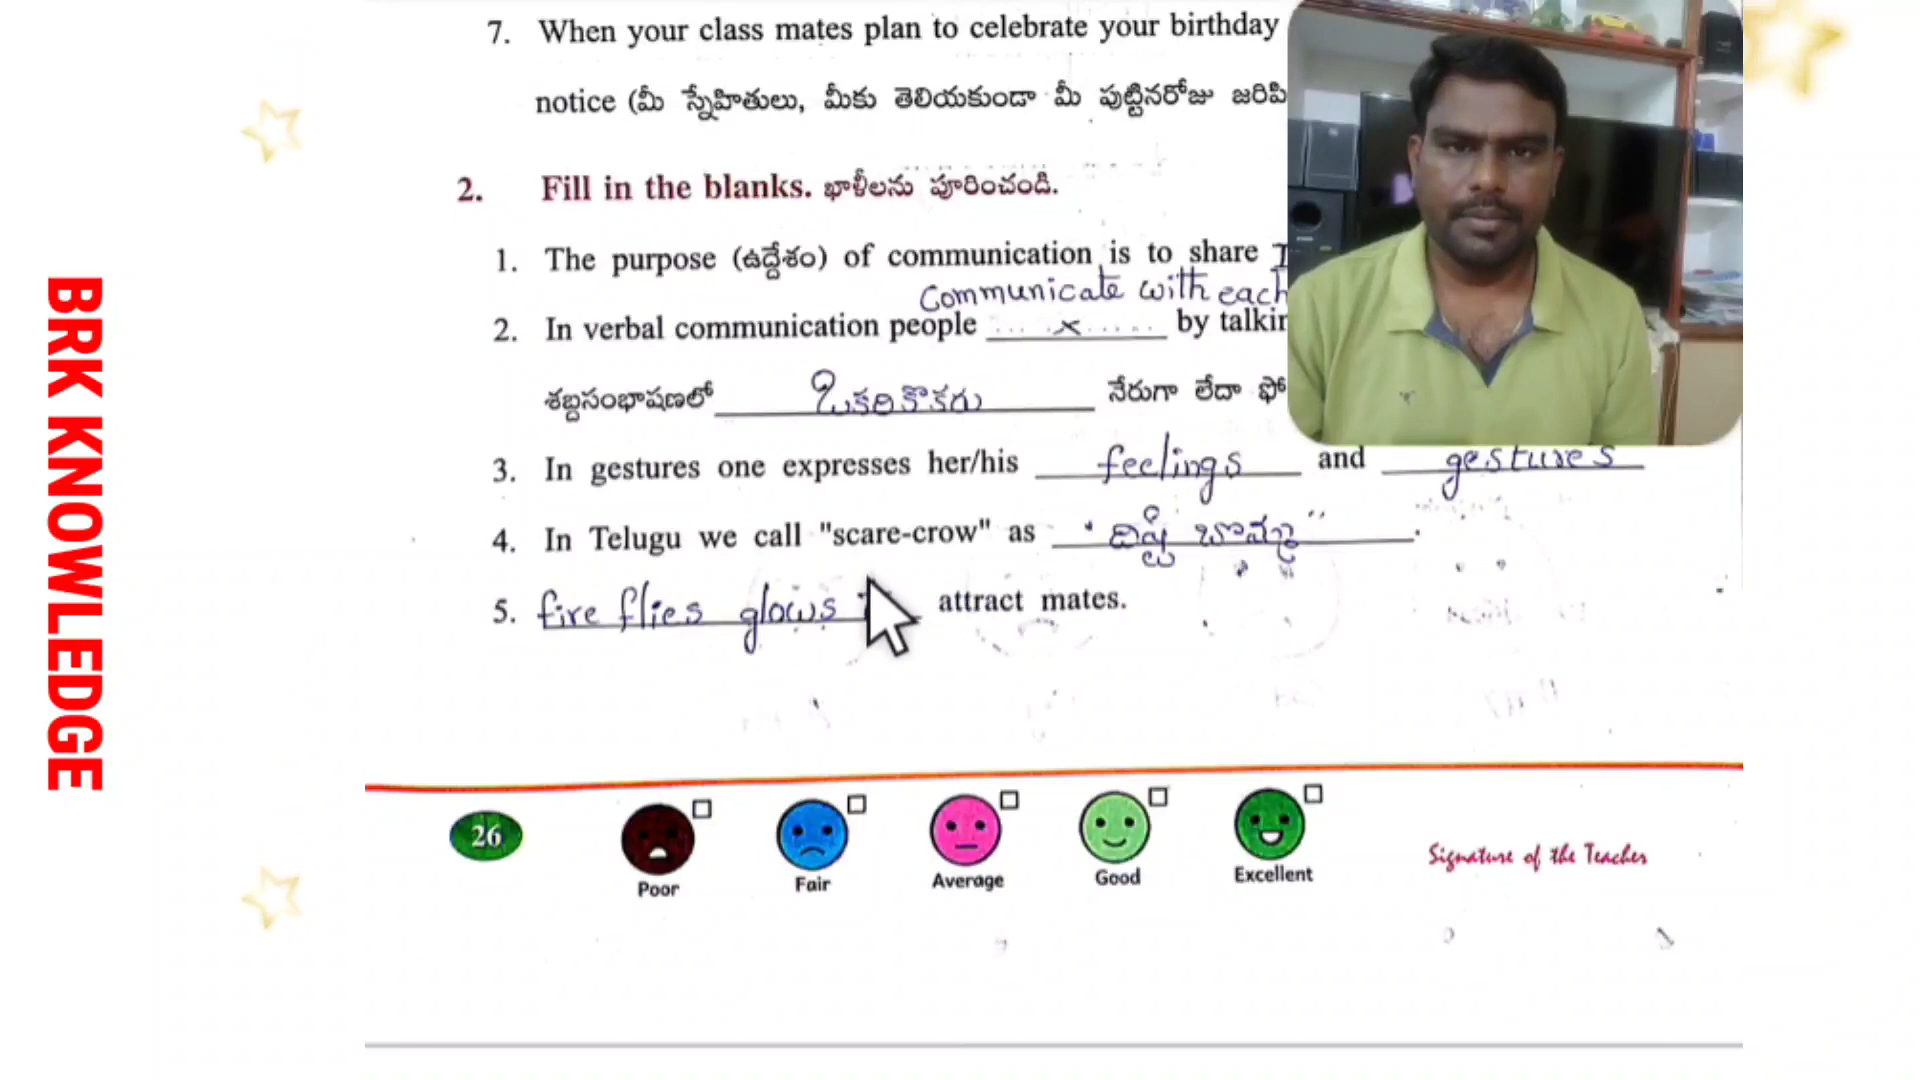 BRK KNOWLEDGE
7. When your class mates plan to celebrate your birthday
notice (మీ స్నేహితులు, మీకు తెలియకుండా మీ పుట్టినరోజు జరిపి
2. Fill in the blanks. ఖాళీలను పూరించండి.
1. The purpose (ఉద్దేశం) of communication is to share
Communicate with each
2. In verbal communication people ... x ..... by talkin
శబ్దసంభాషణలో ఒకరికొకరు నేరుగా లేదా ఫో
3. In gestures one expresses her/his feelings and gestures
4. In Telugu we call "scare-crow" as "దిష్టి బొమ్మ".
5. fire flies glows attract mates.
26
Poor Fair Average Good Excellent
Signature of the Teacher